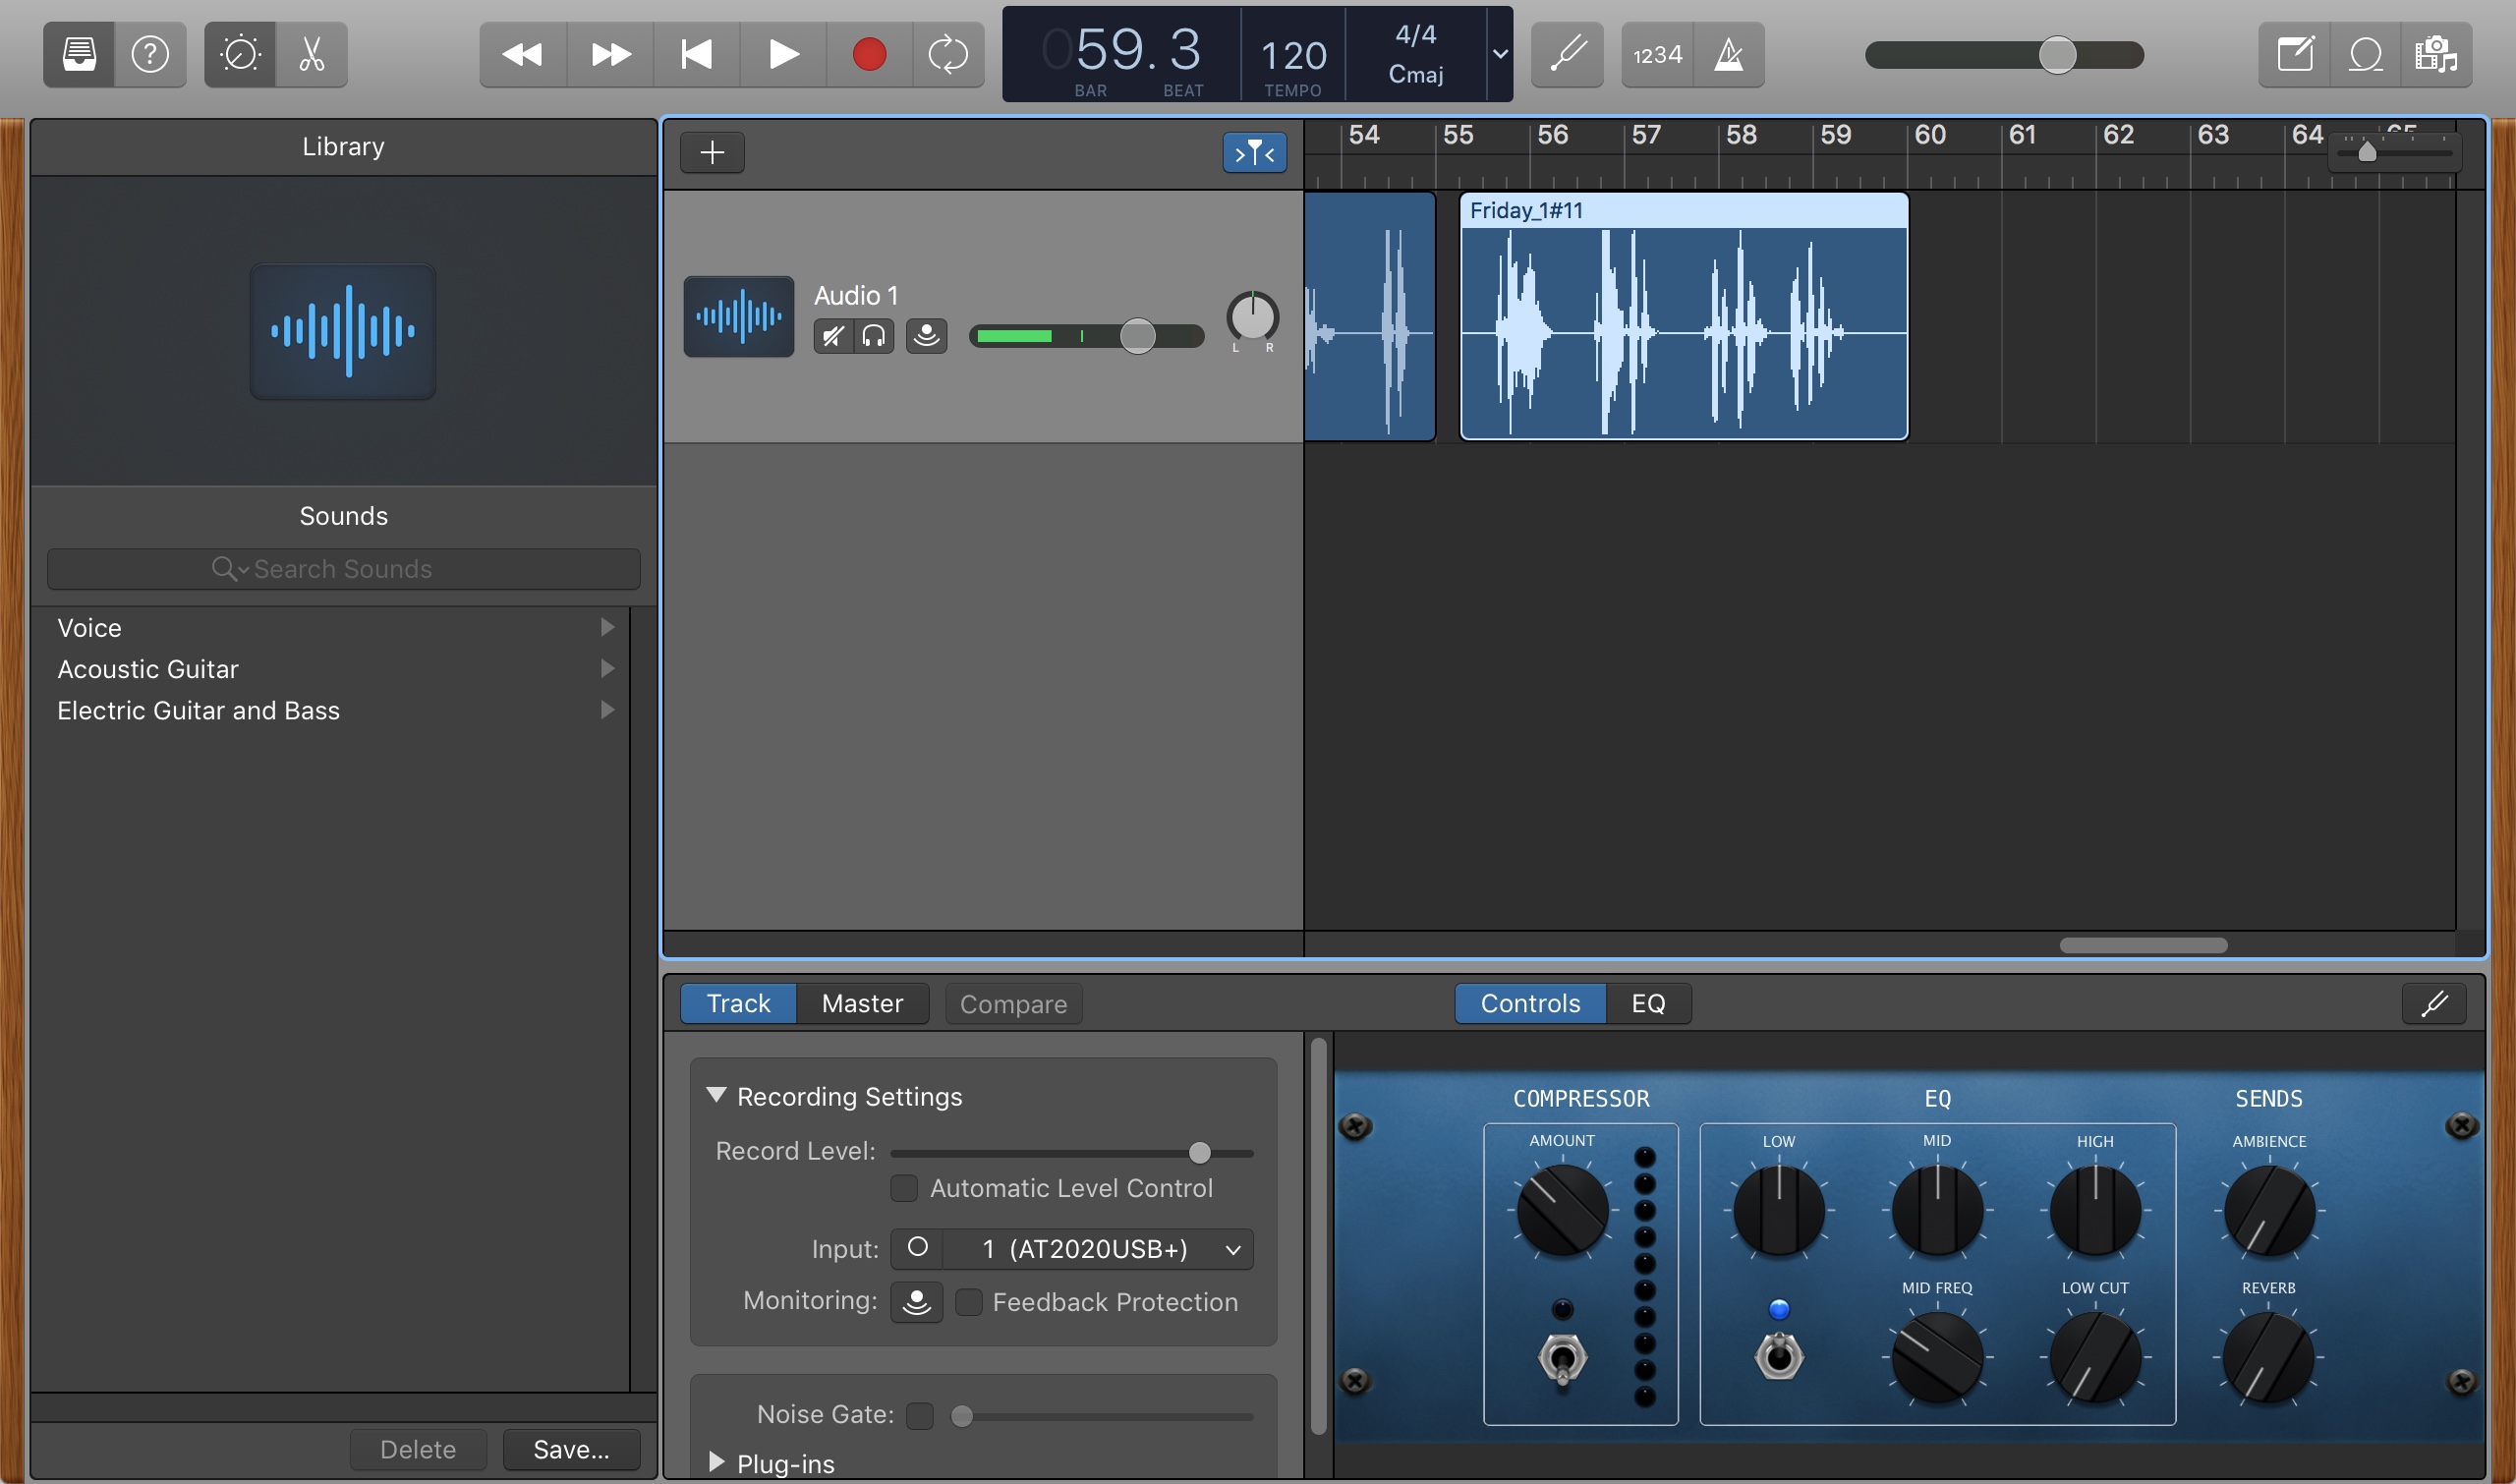 059.3
BAR BEAT
120
TEMPO
4/4
Cmaj
1234
Library
Sounds
Search Sounds
Voice
Acoustic Guitar
Electric Guitar and Bass
Delete Save...
54 55 56 57 58 59 60 61 62 63 64 65
Friday_1#11
Audio 1
L R
Track Master Compare
Controls EQ
Recording Settings
Record Level:
Automatic Level Control
Input: 1 (AT2020USB+)
Monitoring: Feedback Protection
Noise Gate:
Plug-ins
COMPRESSOR EQ SENDS
AMOUNT LOW MID HIGH AMBIENCE
MID FREQ LOW CUT REVERB